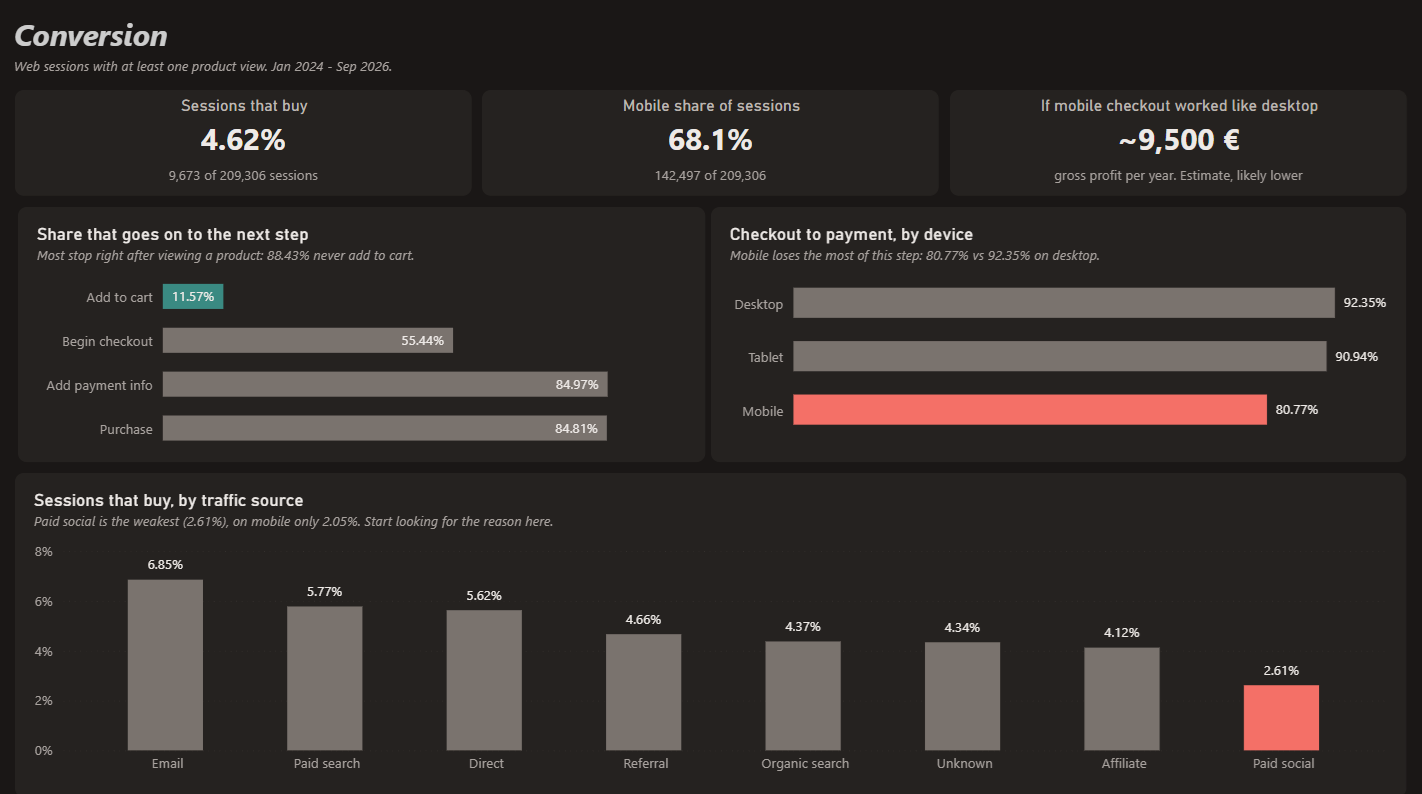 Conversion
Web sessions with at least one product view. Jan 2024 - Sep 2026.
Sessions that buy
4.62%
9,673 of 209,306 sessions
Mobile share of sessions
68.1%
142,497 of 209,306
If mobile checkout worked like desktop
~9,500 €
gross profit per year. Estimate, likely lower
Share that goes on to the next step
Most stop right after viewing a product: 88.43% never add to cart.
Add to cart 11.57%
Begin checkout 55.44%
Add payment info 84.97%
Purchase 84.81%
Checkout to payment, by device
Mobile loses the most of this step: 80.77% vs 92.35% on desktop.
Desktop 92.35%
Tablet 90.94%
Mobile 80.77%
Sessions that buy, by traffic source
Paid social is the weakest (2.61%), on mobile only 2.05%. Start looking for the reason here.
8%
6%
4%
2%
0%
6.85%
5.77%
5.62%
4.66%
4.37%
4.34%
4.12%
2.61%
Email
Paid search
Direct
Referral
Organic search
Unknown
Affiliate
Paid social